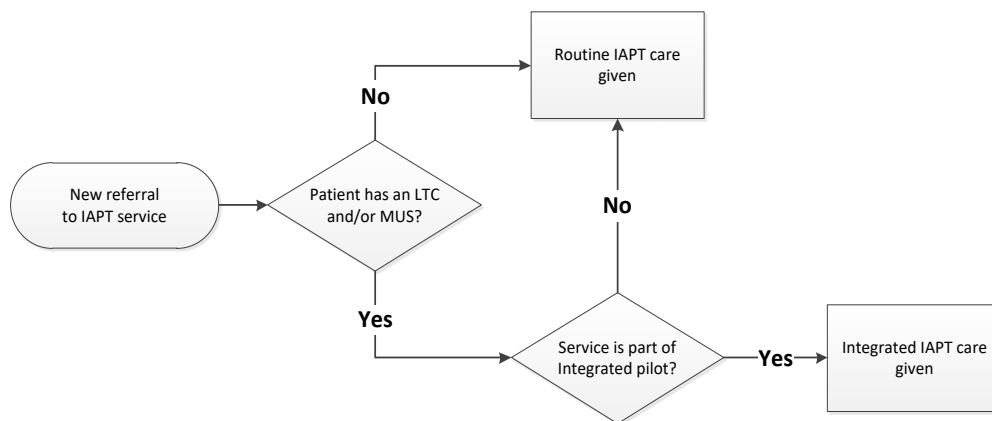 New referral
to IAPT service
Patient has an LTC
and/or MUS?
No
Routine IAPT care
given
Yes
Service is part of
Integrated pilot?
No
Yes
Integrated IAPT care
given